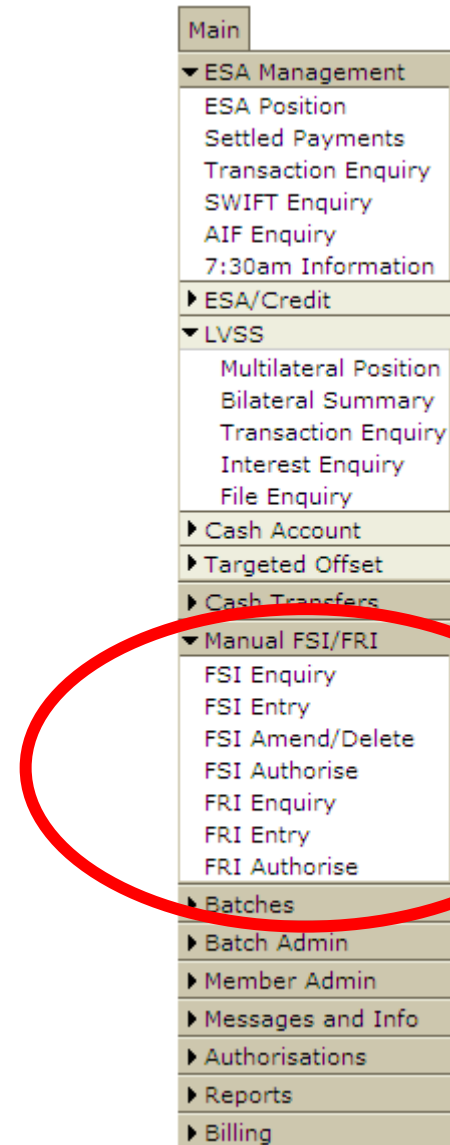 Main
ESA Management
ESA Position
Settled Payments
Transaction Enquiry
SWIFT Enquiry
AIF Enquiry
7:30am Information
ESA/Credit
LVSS
Multilateral Position
Bilateral Summary
Transaction Enquiry
Interest Enquiry
File Enquiry
Cash Account
Targeted Offset
Cash Transfers
Manual FSI/FRI
FSI Enquiry
FSI Entry
FSI Amend/Delete
FSI Authorise
FRI Enquiry
FRI Entry
FRI Authorise
Batches
Batch Admin
Member Admin
Messages and Info
Authorisations
Reports
Billing